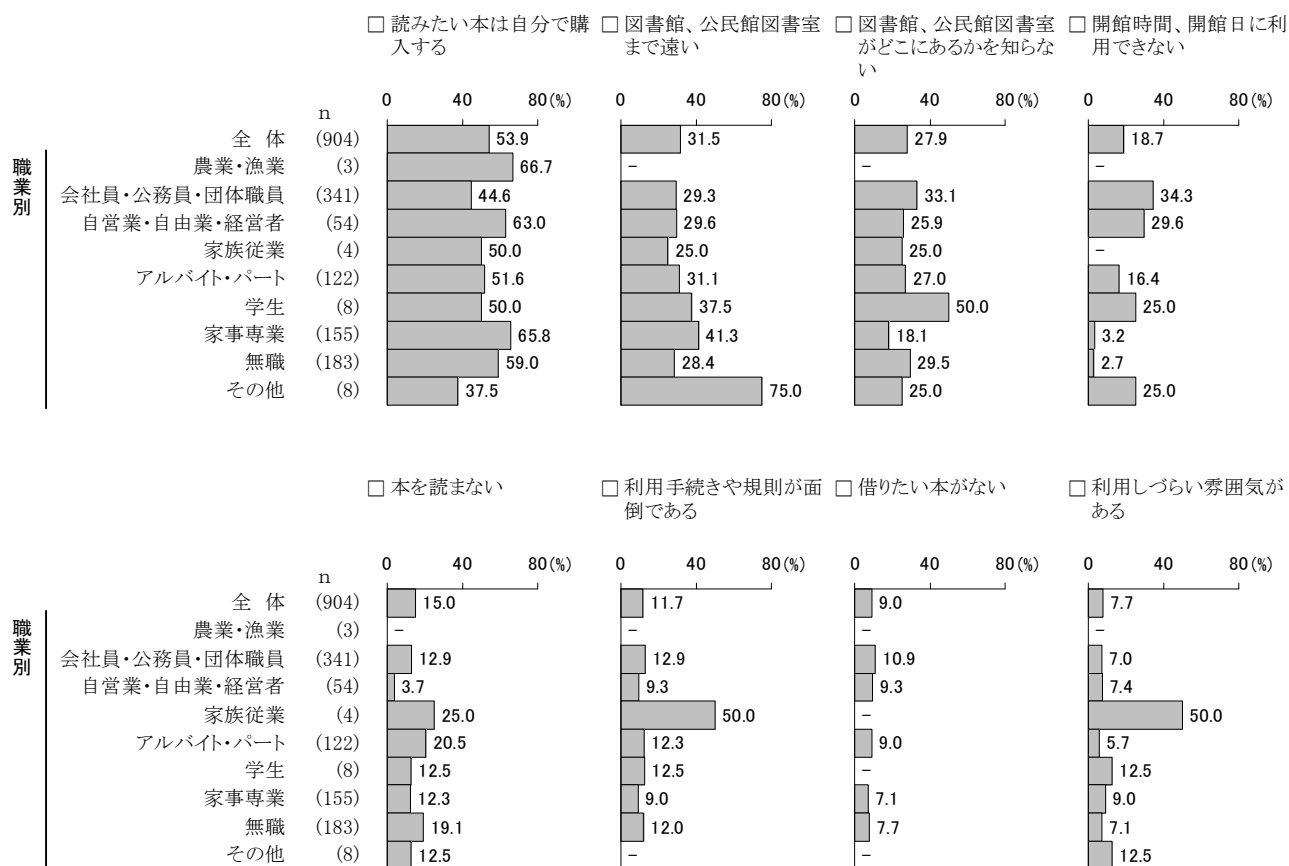 □ 読みたい本は自分で購入する
□ 図書館、公民館図書室まで遠い
□ 図書館、公民館図書室がどこにあるかを知らない
□ 開館時間、開館日に利用できない
0 40 80(%) 0 40 80(%) 0 40 80(%) 0 40 80(%)
n
職業別
全 体 (904) 53.9 31.5 27.9 18.7
農業・漁業 (3) 66.7 − − −
会社員・公務員・団体職員 (341) 44.6 29.3 33.1 34.3
自営業・自由業・経営者 (54) 63.0 29.6 25.9 29.6
家族従業 (4) 50.0 25.0 25.0 −
アルバイト・パート (122) 51.6 31.1 27.0 16.4
学生 (8) 50.0 37.5 50.0 25.0
家事専業 (155) 65.8 41.3 18.1 3.2
無職 (183) 59.0 28.4 29.5 2.7
その他 (8) 37.5 75.0 25.0 25.0
□ 本を読まない
□ 利用手続きや規則が面倒である
□ 借りたい本がない
□ 利用しづらい雰囲気がある
0 40 80(%) 0 40 80(%) 0 40 80(%) 0 40 80(%)
n
職業別
全 体 (904) 15.0 11.7 9.0 7.7
農業・漁業 (3) − − − −
会社員・公務員・団体職員 (341) 12.9 12.9 10.9 7.0
自営業・自由業・経営者 (54) 3.7 9.3 9.3 7.4
家族従業 (4) 25.0 50.0 − 50.0
アルバイト・パート (122) 20.5 12.3 9.0 5.7
学生 (8) 12.5 12.5 − 12.5
家事専業 (155) 12.3 9.0 7.1 9.0
無職 (183) 19.1 12.0 7.7 7.1
その他 (8) 12.5 − − 12.5